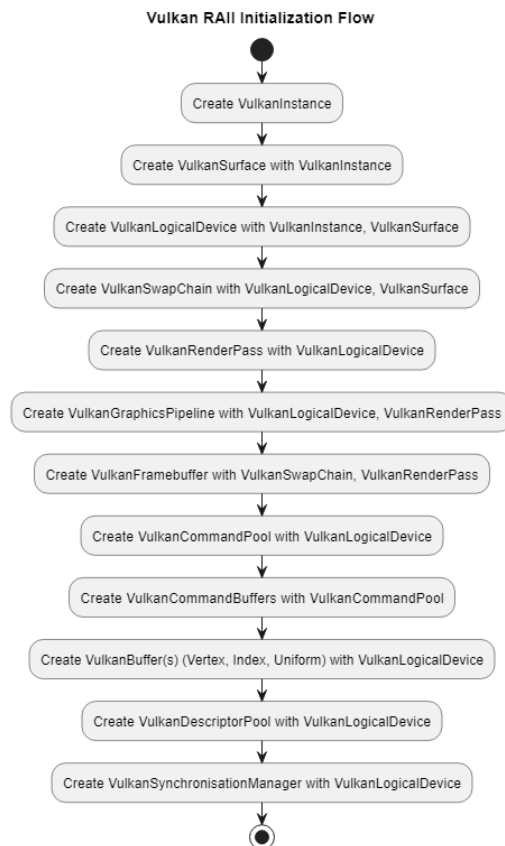 Vulkan RAII Initialization Flow
Create VulkanInstance
Create VulkanSurface with VulkanInstance
Create VulkanLogicalDevice with VulkanInstance, VulkanSurface
Create VulkanSwapChain with VulkanLogicalDevice, VulkanSurface
Create VulkanRenderPass with VulkanLogicalDevice
Create VulkanGraphicsPipeline with VulkanLogicalDevice, VulkanRenderPass
Create VulkanFramebuffer with VulkanSwapChain, VulkanRenderPass
Create VulkanCommandPool with VulkanLogicalDevice
Create VulkanCommandBuffers with VulkanCommandPool
Create VulkanBuffer(s) (Vertex, Index, Uniform) with VulkanLogicalDevice
Create VulkanDescriptorPool with VulkanLogicalDevice
Create VulkanSynchronisationManager with VulkanLogicalDevice